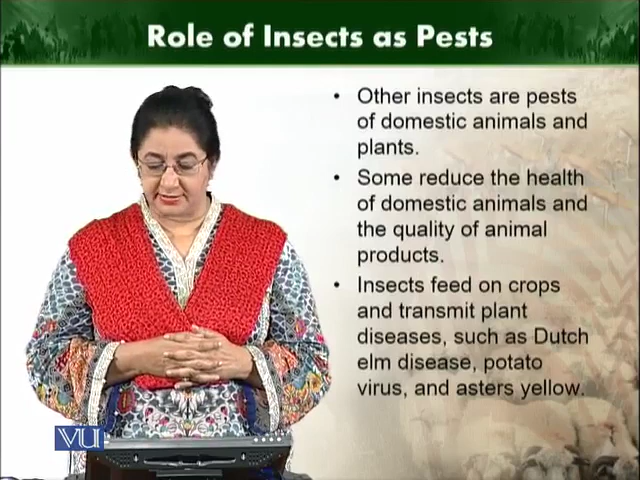 Role of Insects as Pests
• Other insects are pests
of domestic animals and
plants.
• Some reduce the health
of domestic animals and
the quality of animal
products.
• Insects feed on crops
and transmit plant
diseases, such as Dutch
elm disease, potato
virus, and asters yellow.
VU